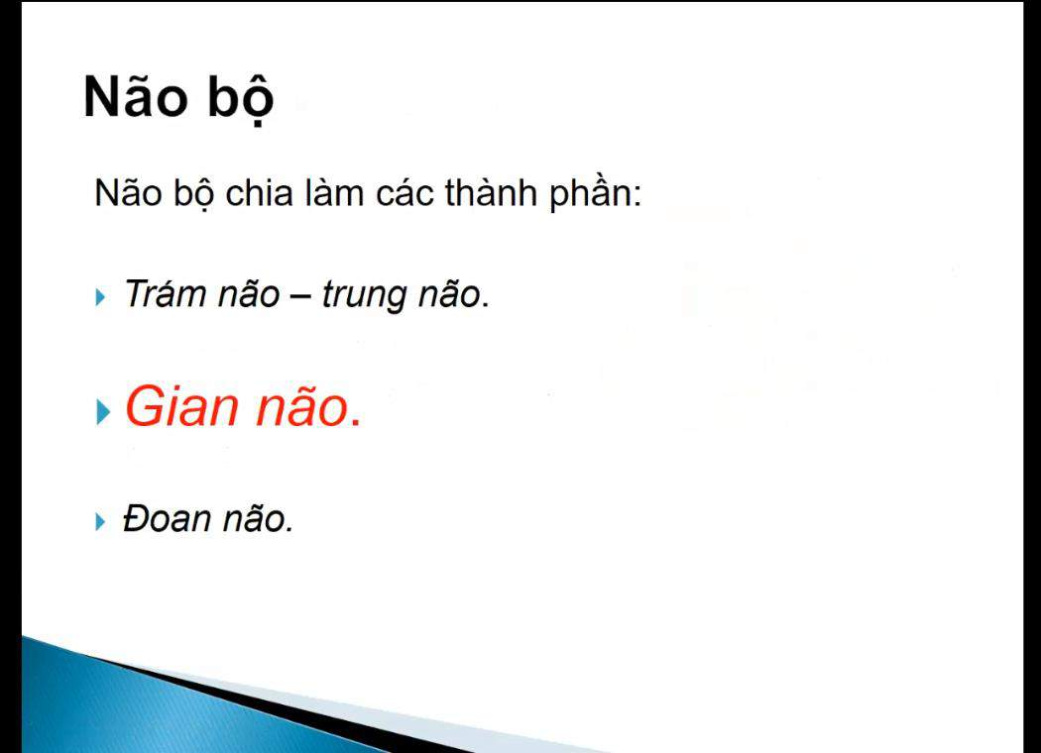 Não bộ
Não bộ chia làm các thành phần:
Trám não – trung não.
Gian não.
Đoan não.